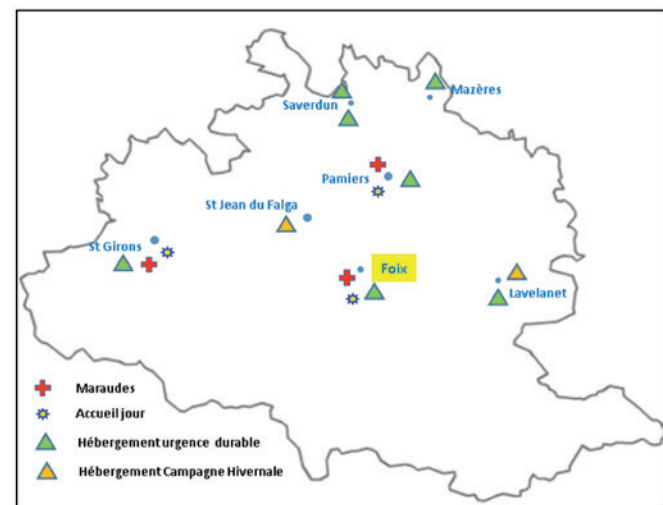 Mazères
Saverdun
Pamiers
St Jean du Falga
St Girons
Foix
Lavelanet
Maraudes
Accueil jour
Hébergement urgence durable
Hébergement Campagne Hivernale